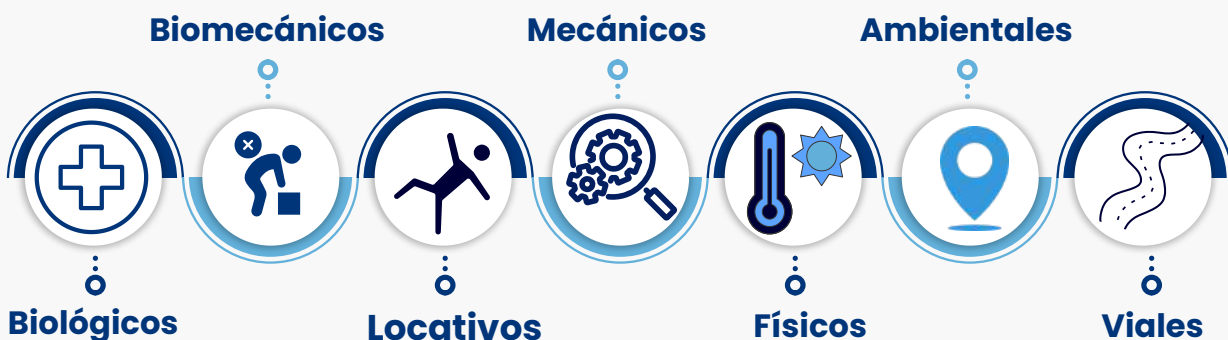 Biomecánicos
Mecánicos
Ambientales
Biológicos
Locativos
Físicos
Viales